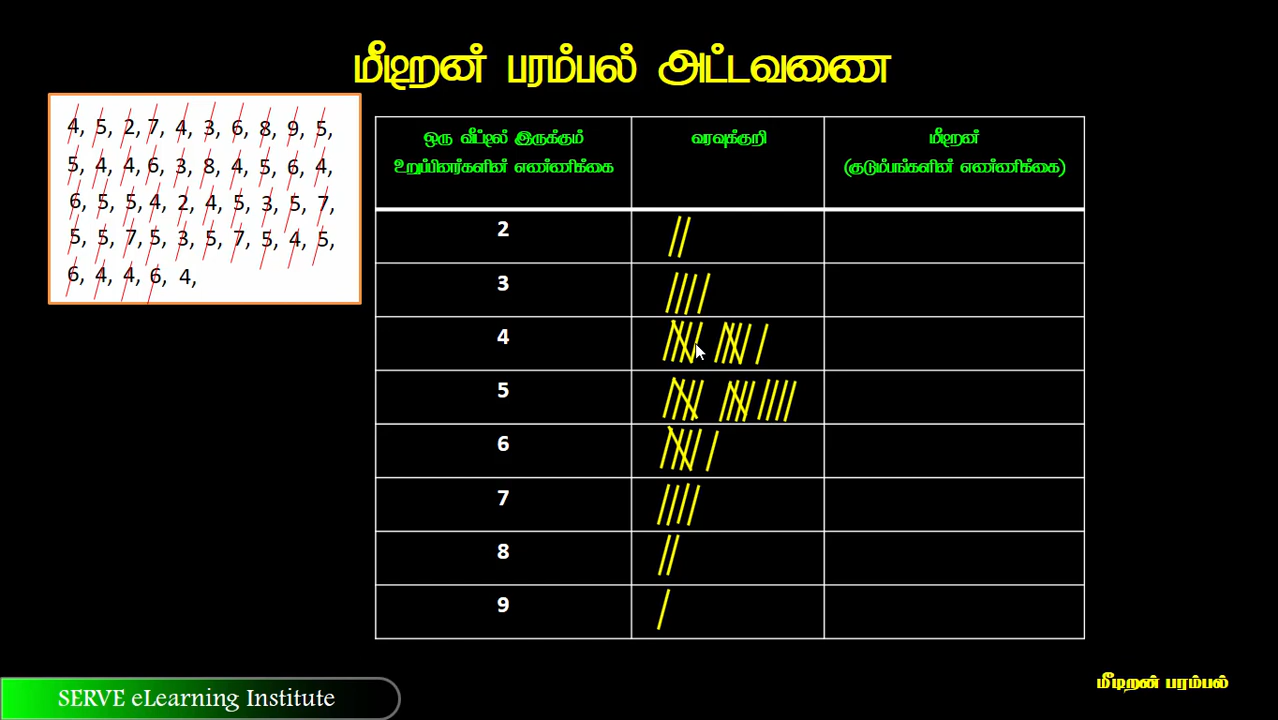 மீடிறன் பரம்பல் அட்டவணை
4, 5, 2, 7, 4, 3, 6, 8, 9, 5,
5, 4, 4, 6, 3, 8, 4, 5, 6, 4,
6, 5, 5, 4, 2, 4, 5, 3, 5, 7,
5, 5, 7, 5, 3, 5, 7, 5, 4, 5,
6, 4, 4, 6, 4,
ஒரு வீட்டில் இருக்கும்
உறுப்பினர்களின் எண்ணிக்கை
வரவுக்குறி
மீடிறன்
(குடும்பங்களின் எண்ணிக்கை)
2
3
4
5
6
7
8
9
SERVE eLearning Institute
மீடிறன் பரம்பல்